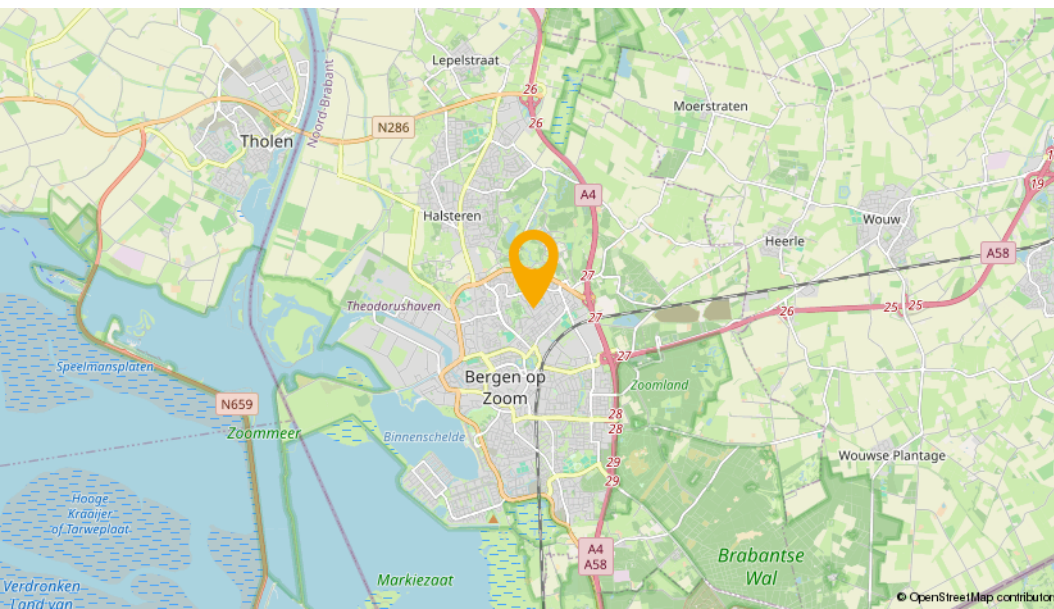 Lepelstraat
26
Moerstraten
N286
26
Tholen
Noord-Brabant
19
A4
Halsteren
Wouw
Heerle
A58
27
Theodorushaven
26
25
25
27
27
Speelmansplaten
Bergen op
Zoom
Zoomland
N659
28
28
Zoommeer
Binnenschelde
Wouwse Plantage
29
29
Hooge
Kraaijer
of Tarweplaat
A4
A58
Brabantse
Wal
Verdronken
Land van
Markiezaat
© OpenStreetMap contributor